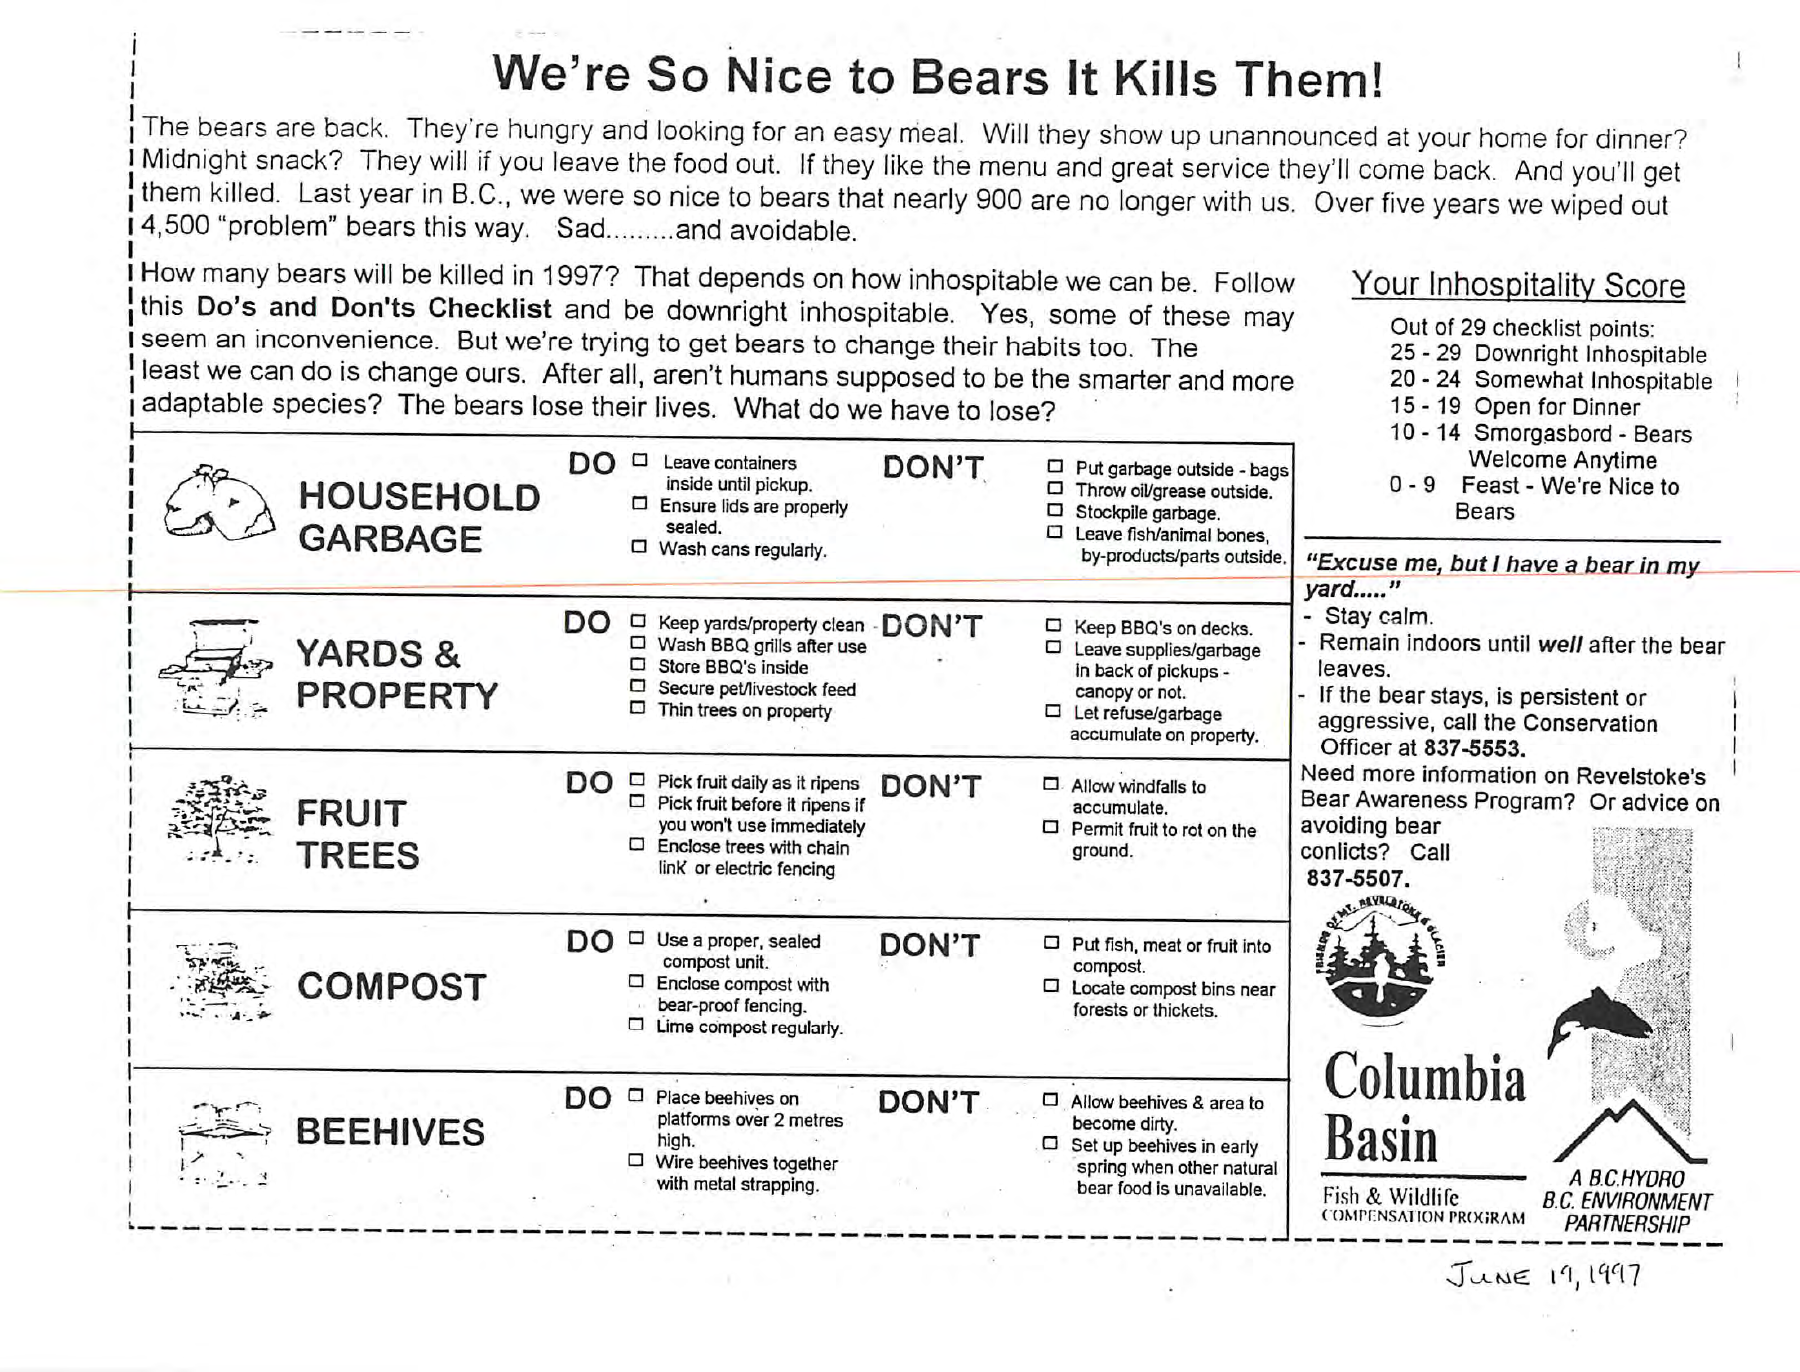 We're So Nice to Bears It Kills Them!
The bears are back. They're hungry and looking for an easy meal. Will they show up unannounced at your home for dinner?
Midnight snack? They will if you leave the food out. If they like the menu and great service they'll come back. And you'll get
them killed. Last year in B.C., we were so nice to bears that nearly 900 are no longer with us. Over five years we wiped out
4,500 "problem" bears this way. Sad.........and avoidable.
How many bears will be killed in 1997? That depends on how inhospitable we can be. Follow
this Do's and Don'ts Checklist and be downright inhospitable. Yes, some of these may
seem an inconvenience. But we're trying to get bears to change their habits too. The
least we can do is change ours. After all, aren't humans supposed to be the smarter and more
adaptable species? The bears lose their lives. What do we have to lose?
HOUSEHOLD
GARBAGE
DO
☐ Leave containers
inside until pickup.
☐ Ensure lids are properly
sealed.
☐ Wash cans regularly.
DON'T
☐ Put garbage outside - bags
☐ Throw oil/grease outside.
☐ Stockpile garbage.
☐ Leave fish/animal bones,
by-products/parts outside.
YARDS &
PROPERTY
DO
☐ Keep yards/property clean
☐ Wash BBQ grills after use
☐ Store BBQ's inside
☐ Secure pet/livestock feed
☐ Thin trees on property
DON'T
☐ Keep BBQ's on decks.
☐ Leave supplies/garbage
in back of pickups -
canopy or not.
☐ Let refuse/garbage
accumulate on property.
FRUIT
TREES
DO
☐ Pick fruit daily as it ripens
☐ Pick fruit before it ripens if
you won't use immediately
☐ Enclose trees with chain
link or electric fencing
DON'T
☐ Allow windfalls to
accumulate.
☐ Permit fruit to rot on the
ground.
COMPOST
DO
☐ Use a proper, sealed
compost unit.
☐ Enclose compost with
bear-proof fencing.
☐ Lime compost regularly.
DON'T
☐ Put fish, meat or fruit into
compost.
☐ Locate compost bins near
forests or thickets.
BEEHIVES
DO
☐ Place beehives on
platforms over 2 metres
high.
☐ Wire beehives together
with metal strapping.
DON'T
☐ Allow beehives & area to
become dirty.
☐ Set up beehives in early
spring when other natural
bear food is unavailable.
Your Inhospitality Score
Out of 29 checklist points:
25 - 29 Downright Inhospitable
20 - 24 Somewhat Inhospitable
15 - 19 Open for Dinner
10 - 14 Smorgasbord - Bears
Welcome Anytime
0 - 9 Feast - We're Nice to
Bears
"Excuse me, but I have a bear in my
yard....."
- Stay calm.
- Remain indoors until well after the bear
leaves.
- If the bear stays, is persistent or
aggressive, call the Conservation
Officer at 837-5553.
Need more information on Revelstoke's
Bear Awareness Program? Or advice on
avoiding bear
conlicts? Call
837-5507.
FRIENDS OF MT. REVELSTOKE & GLACIER
Columbia
Basin
Fish & Wildlife
COMPENSATION PROGRAM
A B.C.HYDRO
B.C. ENVIRONMENT
PARTNERSHIP
JUNE 19, 1997